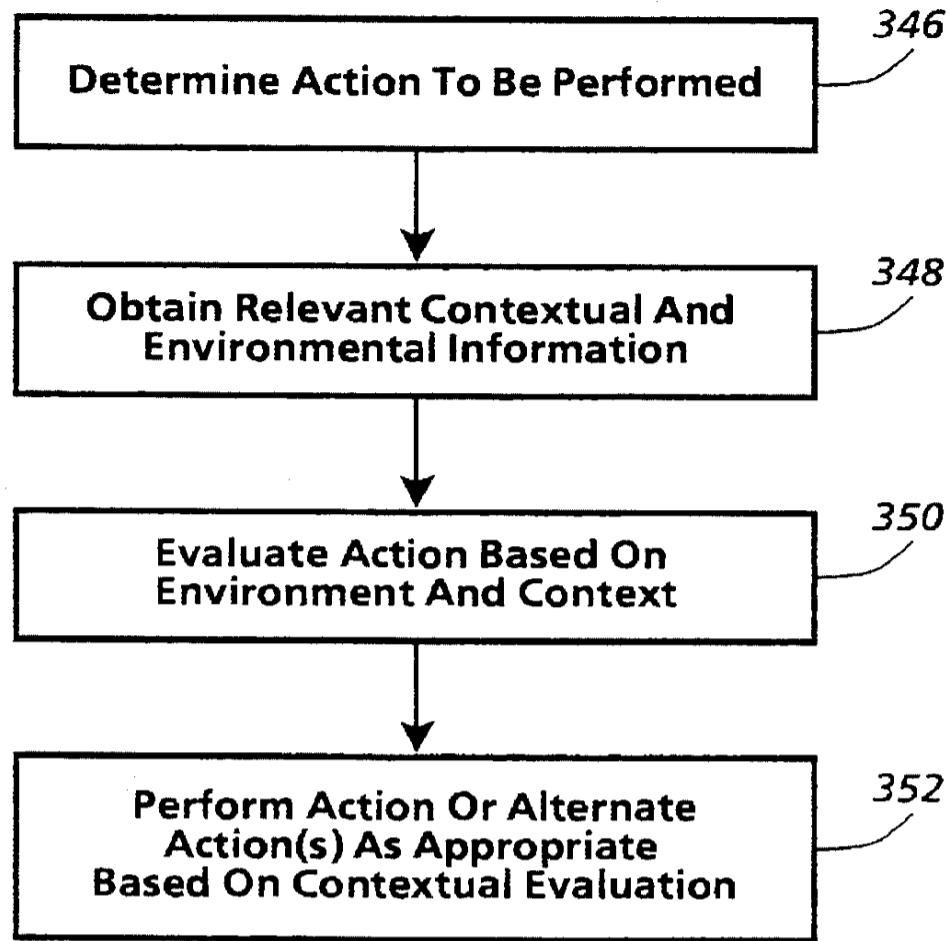 346
Determine Action To Be Performed
348
Obtain Relevant Contextual And
Environmental Information
350
Evaluate Action Based On
Environment And Context
352
Perform Action Or Alternate
Action(s) As Appropriate
Based On Contextual Evaluation